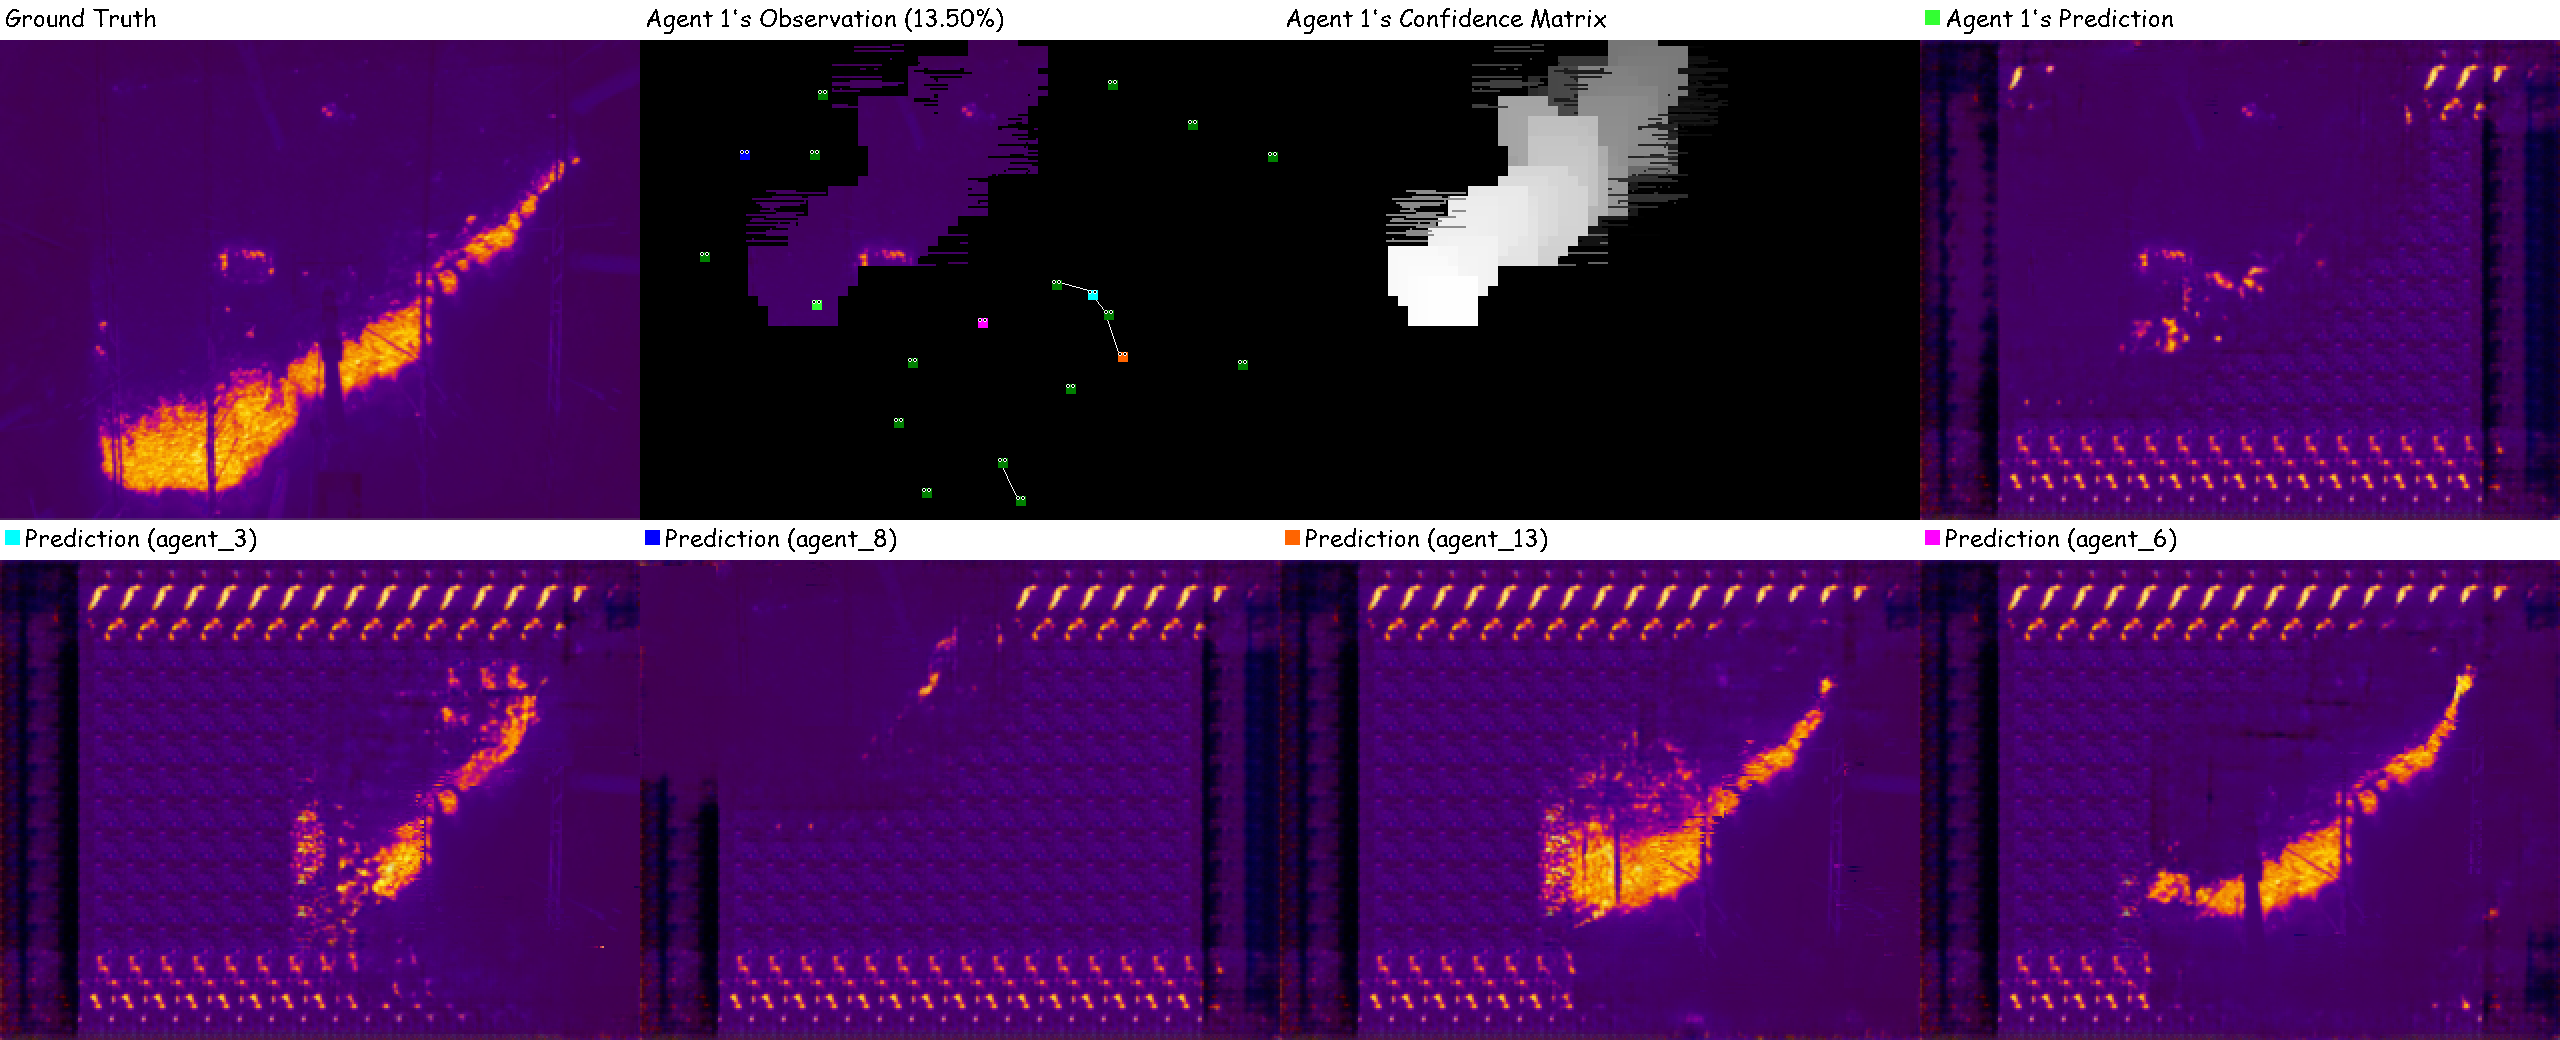 Ground Truth
Agent 1's Observation (13.50%)
Agent 1's Confidence Matrix
Agent 1's Prediction
Prediction (agent_3)
Prediction (agent_8)
Prediction (agent_13)
Prediction (agent_6)